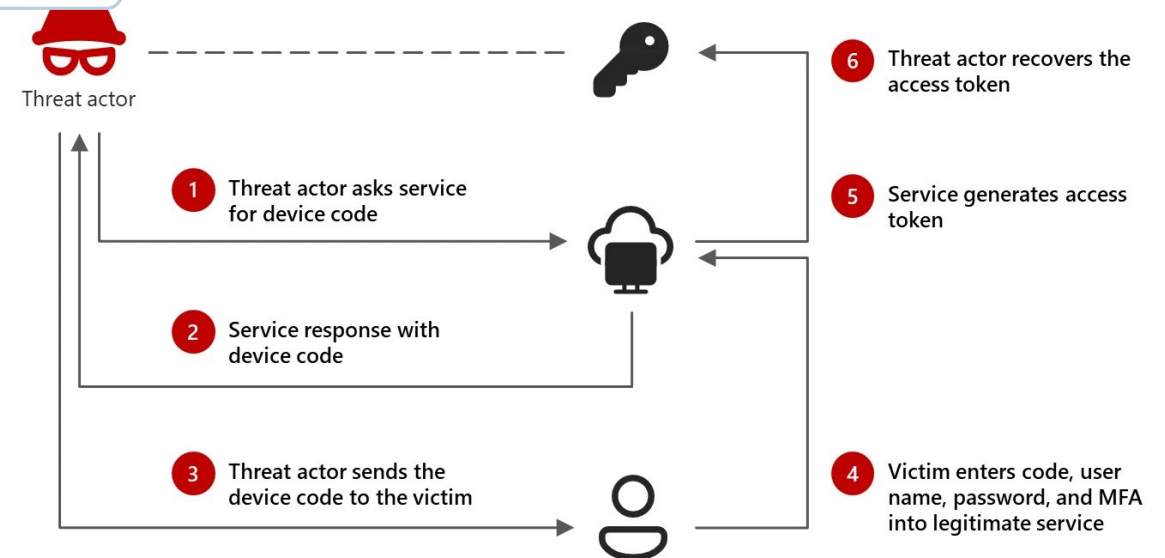 Threat actor
1
Threat actor asks service
for device code
2
Service response with
device code
3
Threat actor sends the
device code to the victim
4
Victim enters code, user
name, password, and MFA
into legitimate service
5
Service generates access
token
6
Threat actor recovers the
access token